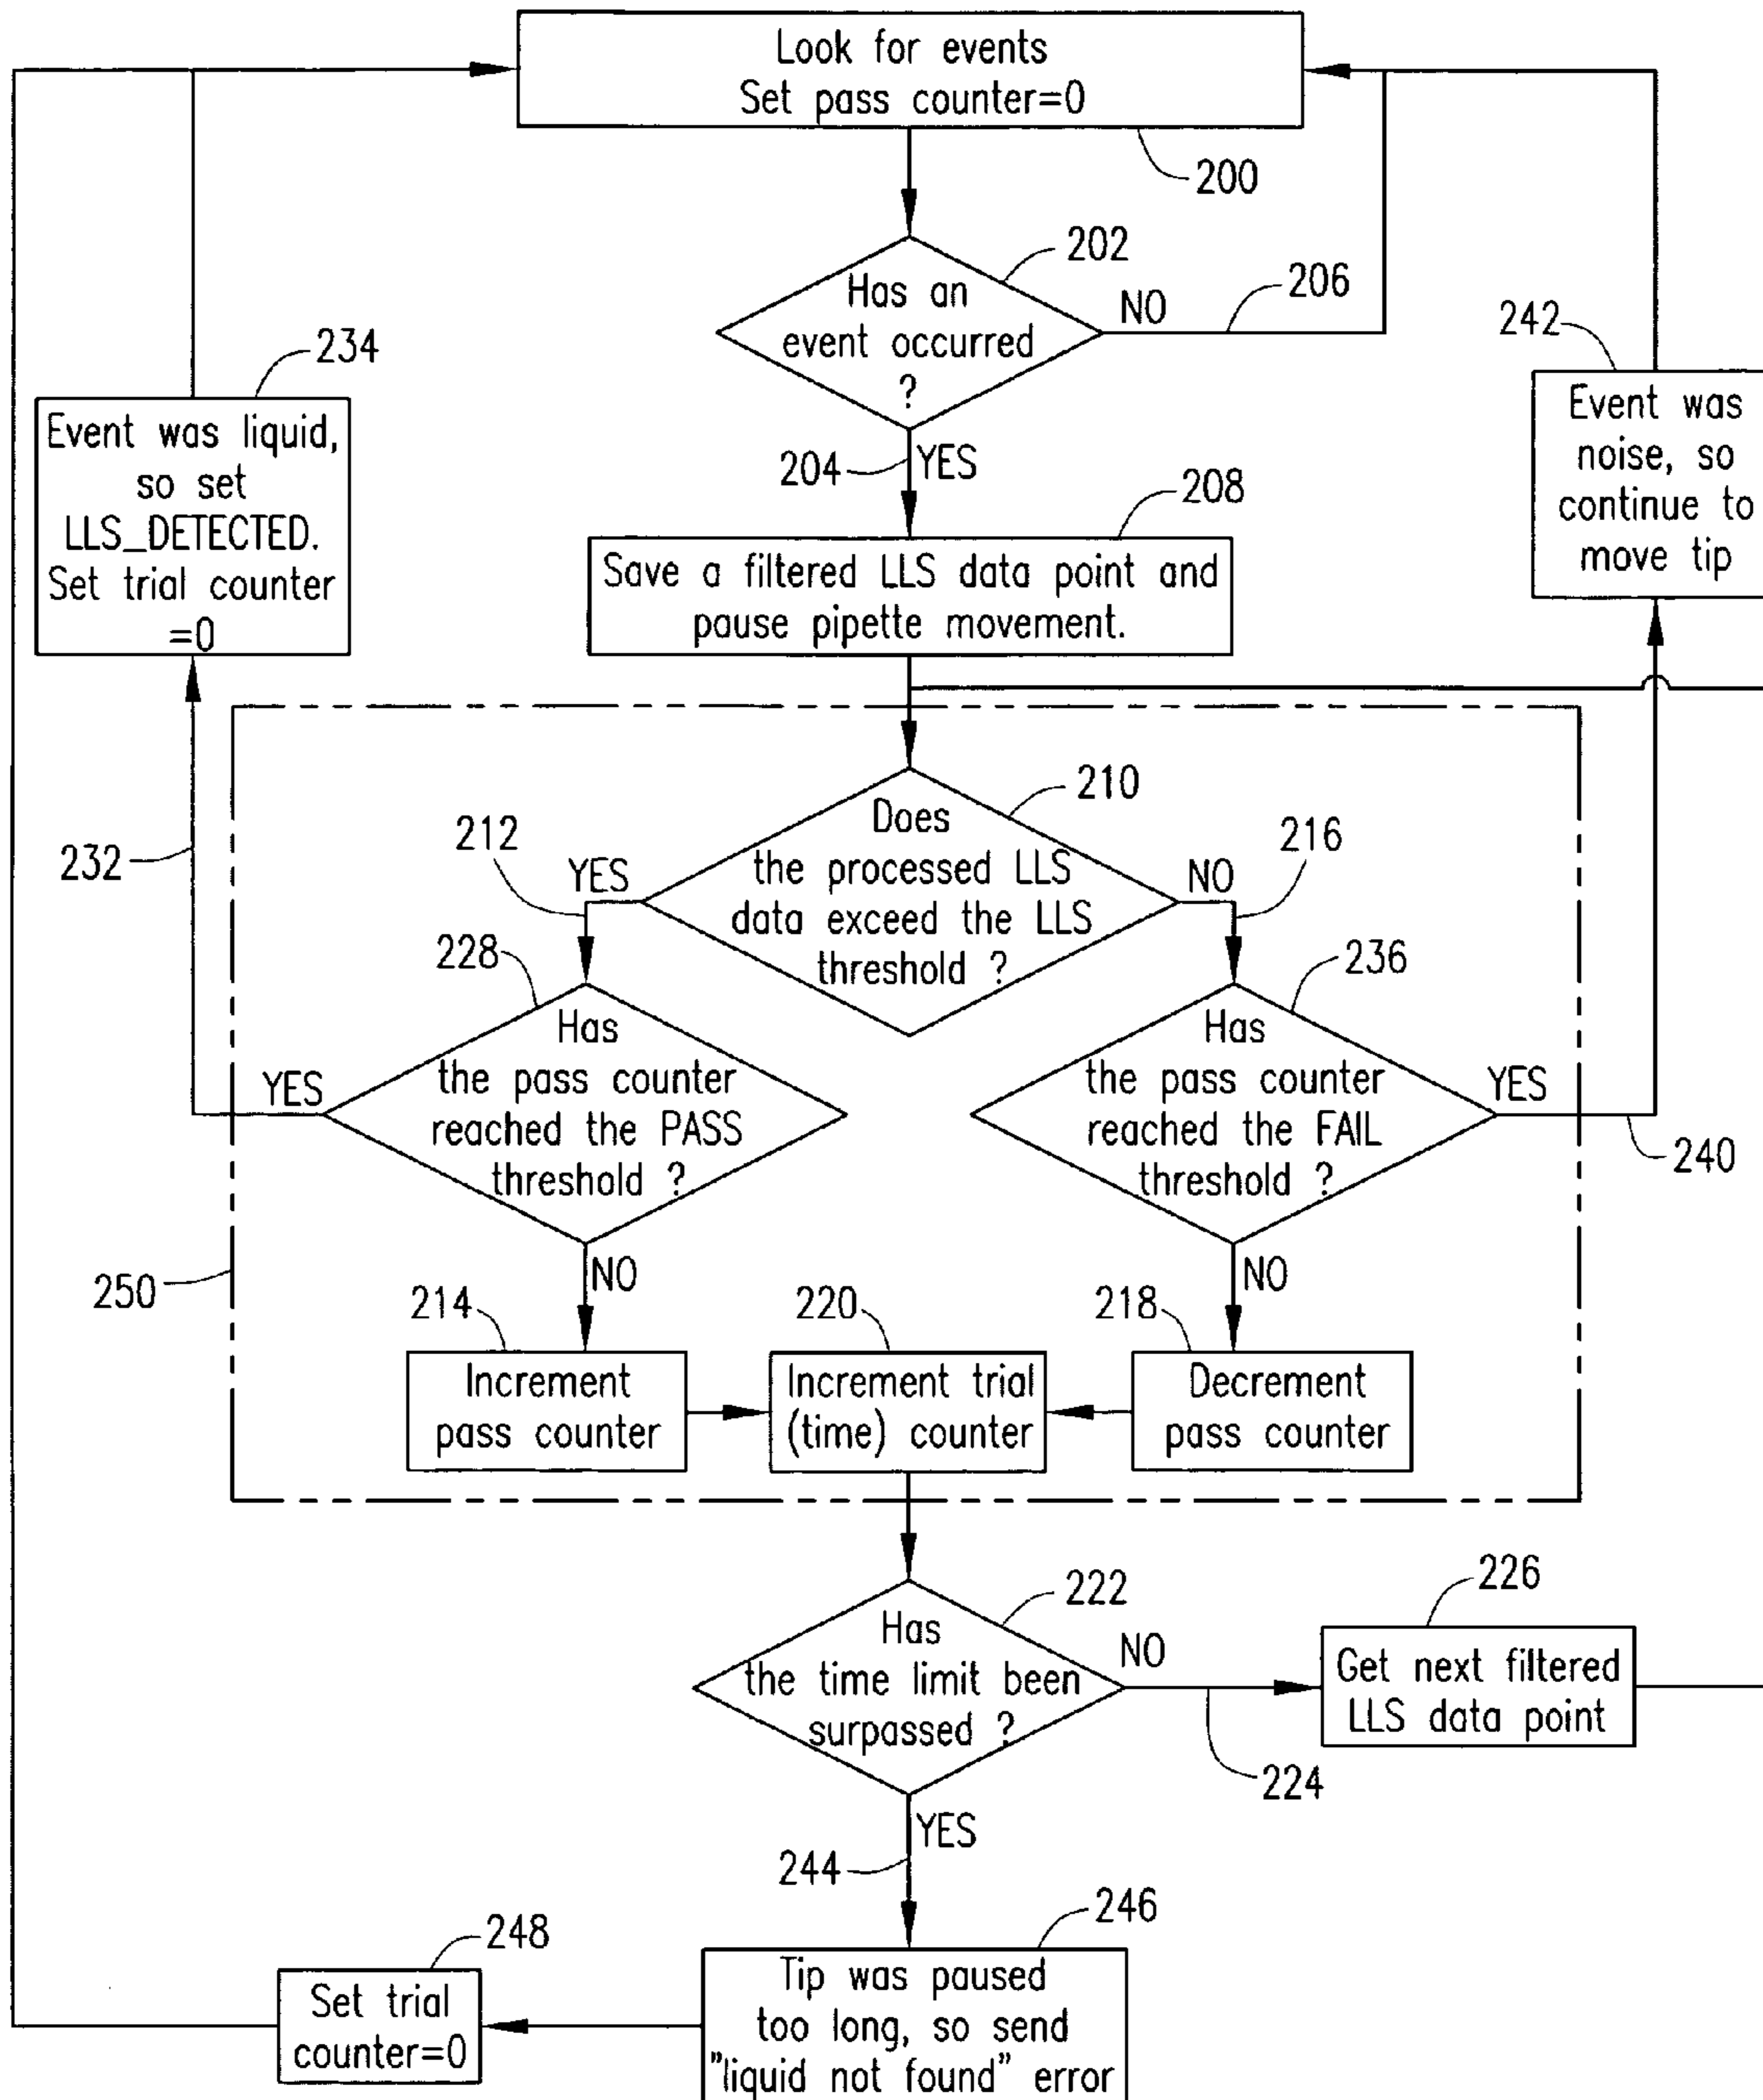 Look for events
Set pass counter=0
200
202
Has an
event occurred
?
NO
206
204
YES
234
Event was liquid,
so set
LLS_DETECTED.
Set trial counter
=0
242
Event was
noise, so
continue to
move tip
208
Save a filtered LLS data point and
pause pipette movement.
210
Does
the processed LLS
data exceed the LLS
threshold ?
212
YES
NO
216
232
228
Has
the pass counter
reached the PASS
threshold ?
YES
NO
236
Has
the pass counter
reached the FAIL
threshold ?
YES
240
NO
250
214
Increment
pass counter
220
Increment trial
(time) counter
218
Decrement
pass counter
222
Has
the time limit been
surpassed ?
NO
224
226
Get next filtered
LLS data point
YES
244
246
Tip was paused
too long, so send
"liquid not found" error
248
Set trial
counter=0